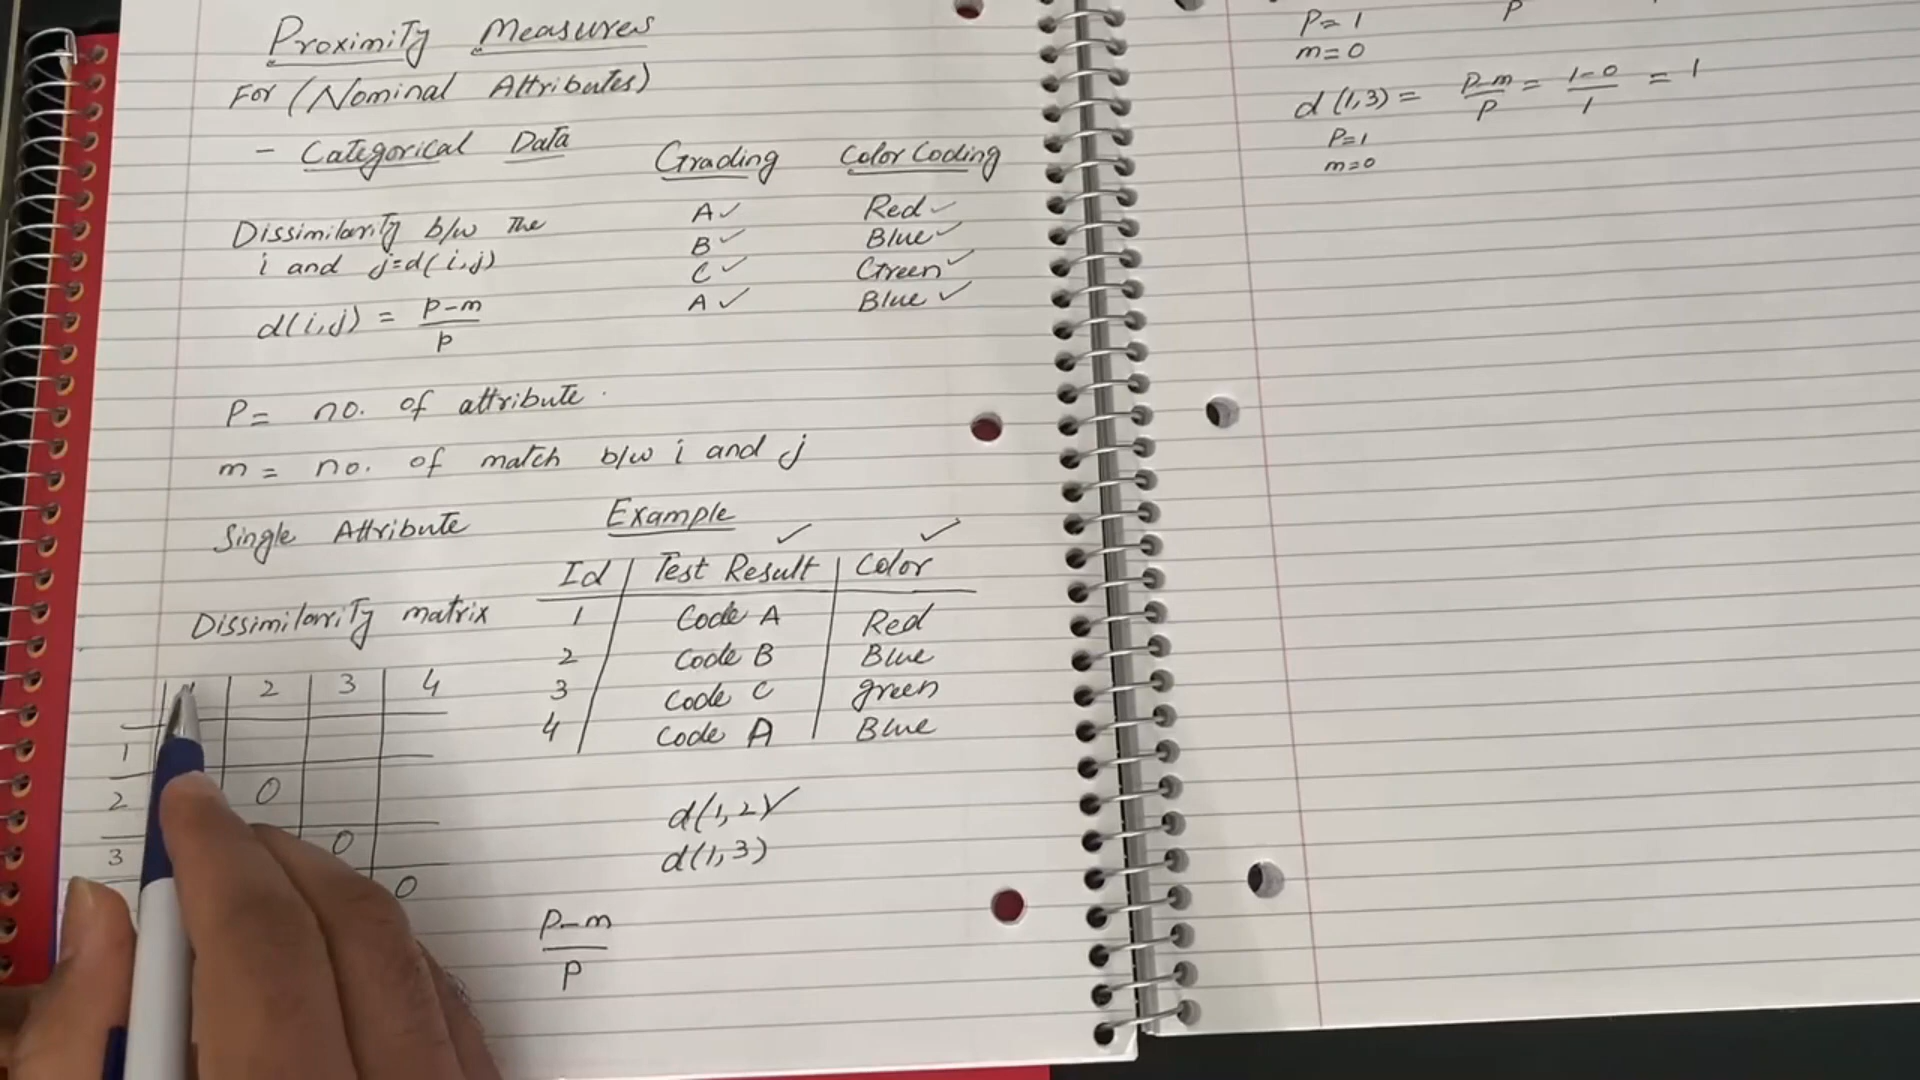 Proximity Measures
For (Nominal Attributes)
- Categorical Data
Grading Color Coding
A✓ Red✓
B✓ Blue✓
C✓ Green✓
A✓ Blue✓
Dissimilarity b/w the
i and j=d(i,j)
d(i,j) = p-m
p
P= no. of attribute.
m = no. of match b/w i and j
Single Attribute
Example
✓ ✓
Id Test Result Color
1 Code A Red
2 Code B Blue
3 Code C green
4 Code A Blue
Dissimilarity matrix
2 3 4
1
2 0
3 0
0
d(1,2)✓
d(1,3)
P-m
P
P
P=1
m=0
d(1,3) = p-m = 1-0 = 1
p 1
P=1
m=0